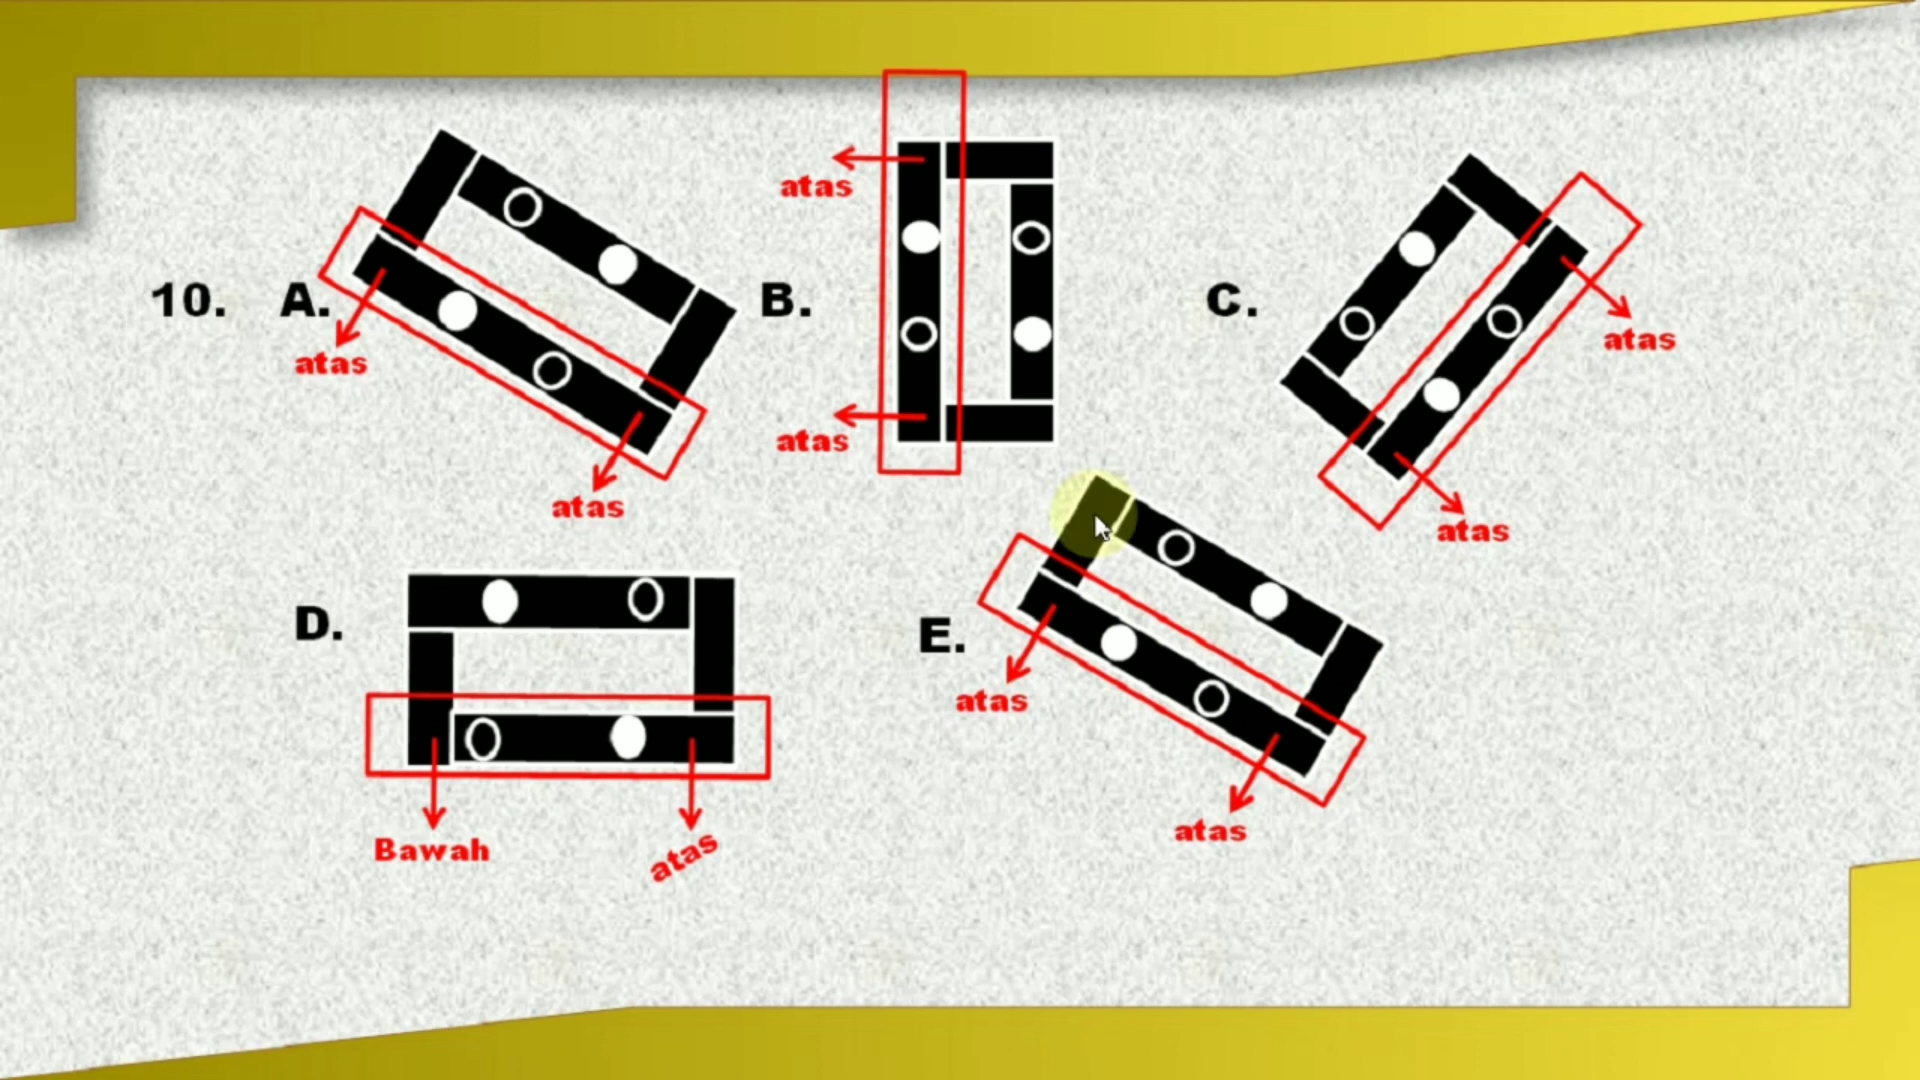 10. A.
atas
atas
B.
atas
atas
C.
atas
atas
D.
Bawah
atas
E.
atas
atas